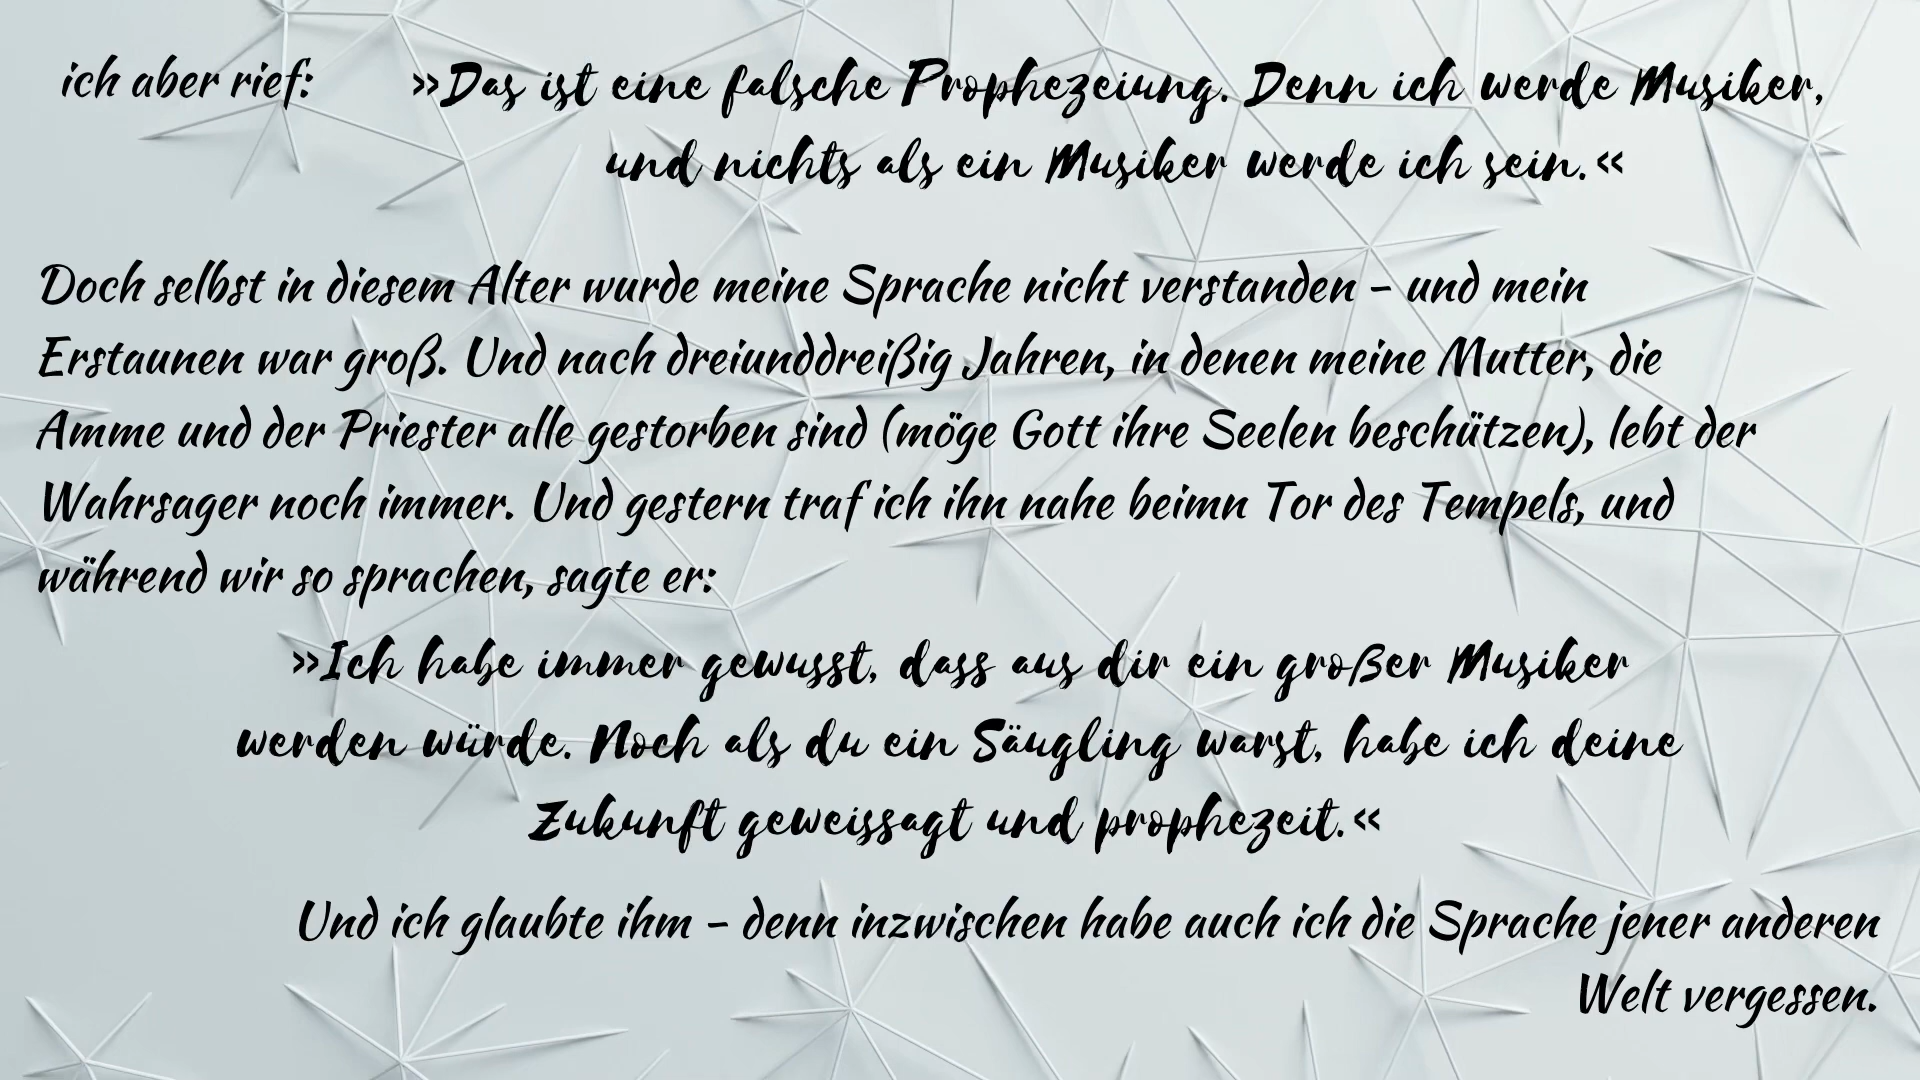 ich aber rief: »Das ist eine falsche Prophezeiung. Denn ich werde Musiker,
und nichts als ein Musiker werde ich sein.«
Doch selbst in diesem Alter wurde meine Sprache nicht verstanden – und mein
Erstaunen war groß. Und nach dreiunddreißig Jahren, in denen meine Mutter, die
Amme und der Priester alle gestorben sind (möge Gott ihre Seelen beschützen), lebt der
Wahrsager noch immer. Und gestern traf ich ihn nahe beimn Tor des Tempels, und
während wir so sprachen, sagte er:
»Ich habe immer gewusst, dass aus dir ein großer Musiker
werden würde. Noch als du ein Säugling warst, habe ich deine
Zukunft geweissagt und prophezeit.«
Und ich glaubte ihm – denn inzwischen habe auch ich die Sprache jener anderen
Welt vergessen.